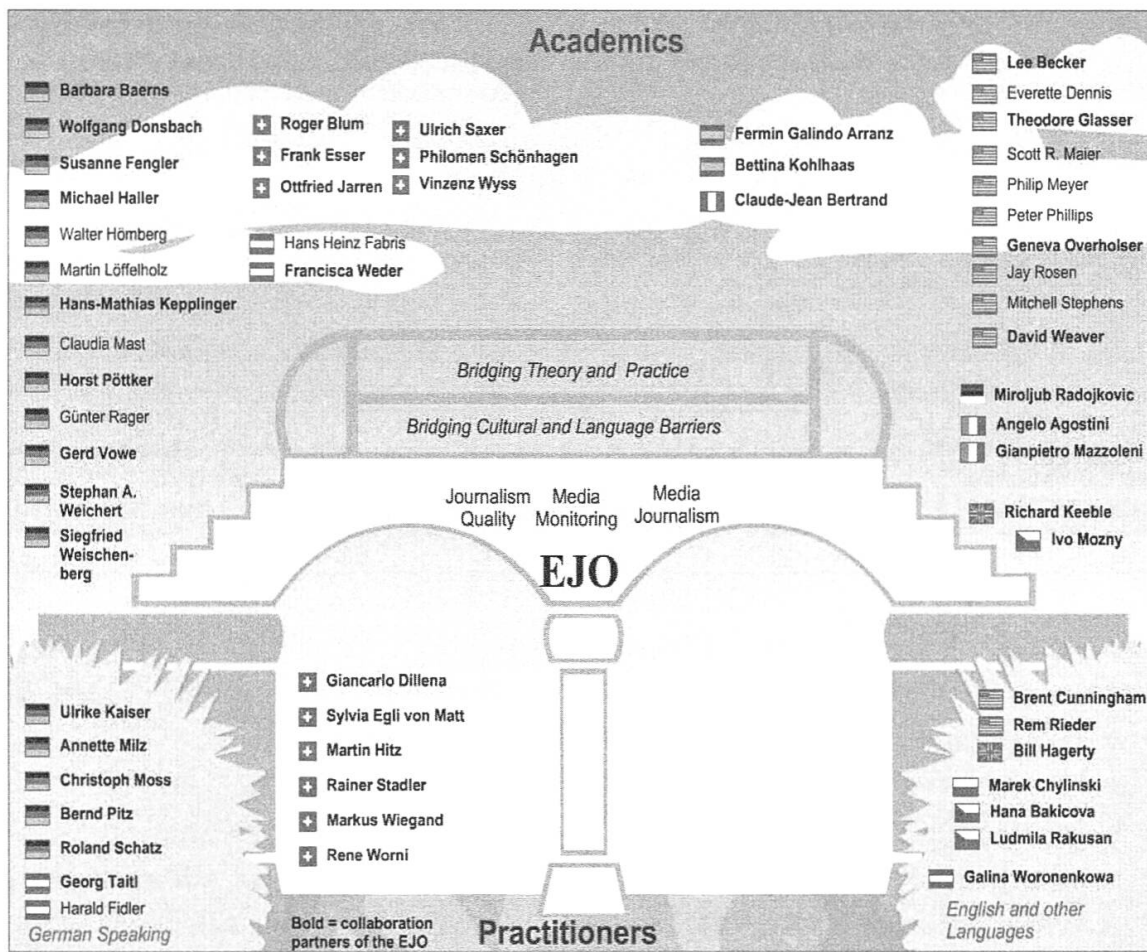 Academics
Barbara Baerns
Wolfgang Donsbach
Susanne Fengler
Michael Haller
Walter Hömberg
Martin Löffelholz
Hans-Mathias Kepplinger
Claudia Mast
Horst Pöttker
Günter Rager
Gerd Vowe
Stephan A.
Weichert
Siegfried
Weischen-
berg
Roger Blum
Frank Esser
Ottfried Jarren
Ulrich Saxer
Philomen Schönhagen
Vinzenz Wyss
Hans Heinz Fabris
Francisca Weder
Fermin Galindo Arranz
Bettina Kohlhaas
Claude-Jean Bertrand
Lee Becker
Everette Dennis
Theodore Glasser
Scott R. Maier
Philip Meyer
Peter Phillips
Geneva Overholser
Jay Rosen
Mitchell Stephens
David Weaver
Miroljub Radojkovic
Angelo Agostini
Gianpietro Mazzoleni
Richard Keeble
Ivo Mozny
Bridging Theory and Practice
Bridging Cultural and Language Barriers
Journalism
Quality
Media
Monitoring
Media
Journalism
EJO
Ulrike Kaiser
Annette Milz
Christoph Moss
Bernd Pitz
Roland Schatz
Georg Taitl
Harald Fidler
German Speaking
Giancarlo Dillena
Sylvia Egli von Matt
Martin Hitz
Rainer Stadler
Markus Wiegand
Rene Worni
Bold = collaboration
partners of the EJO
Practitioners
Brent Cunningham
Rem Rieder
Bill Hagerty
Marek Chylinski
Hana Bakicova
Ludmila Rakusan
Galina Woronenkowa
English and other
Languages